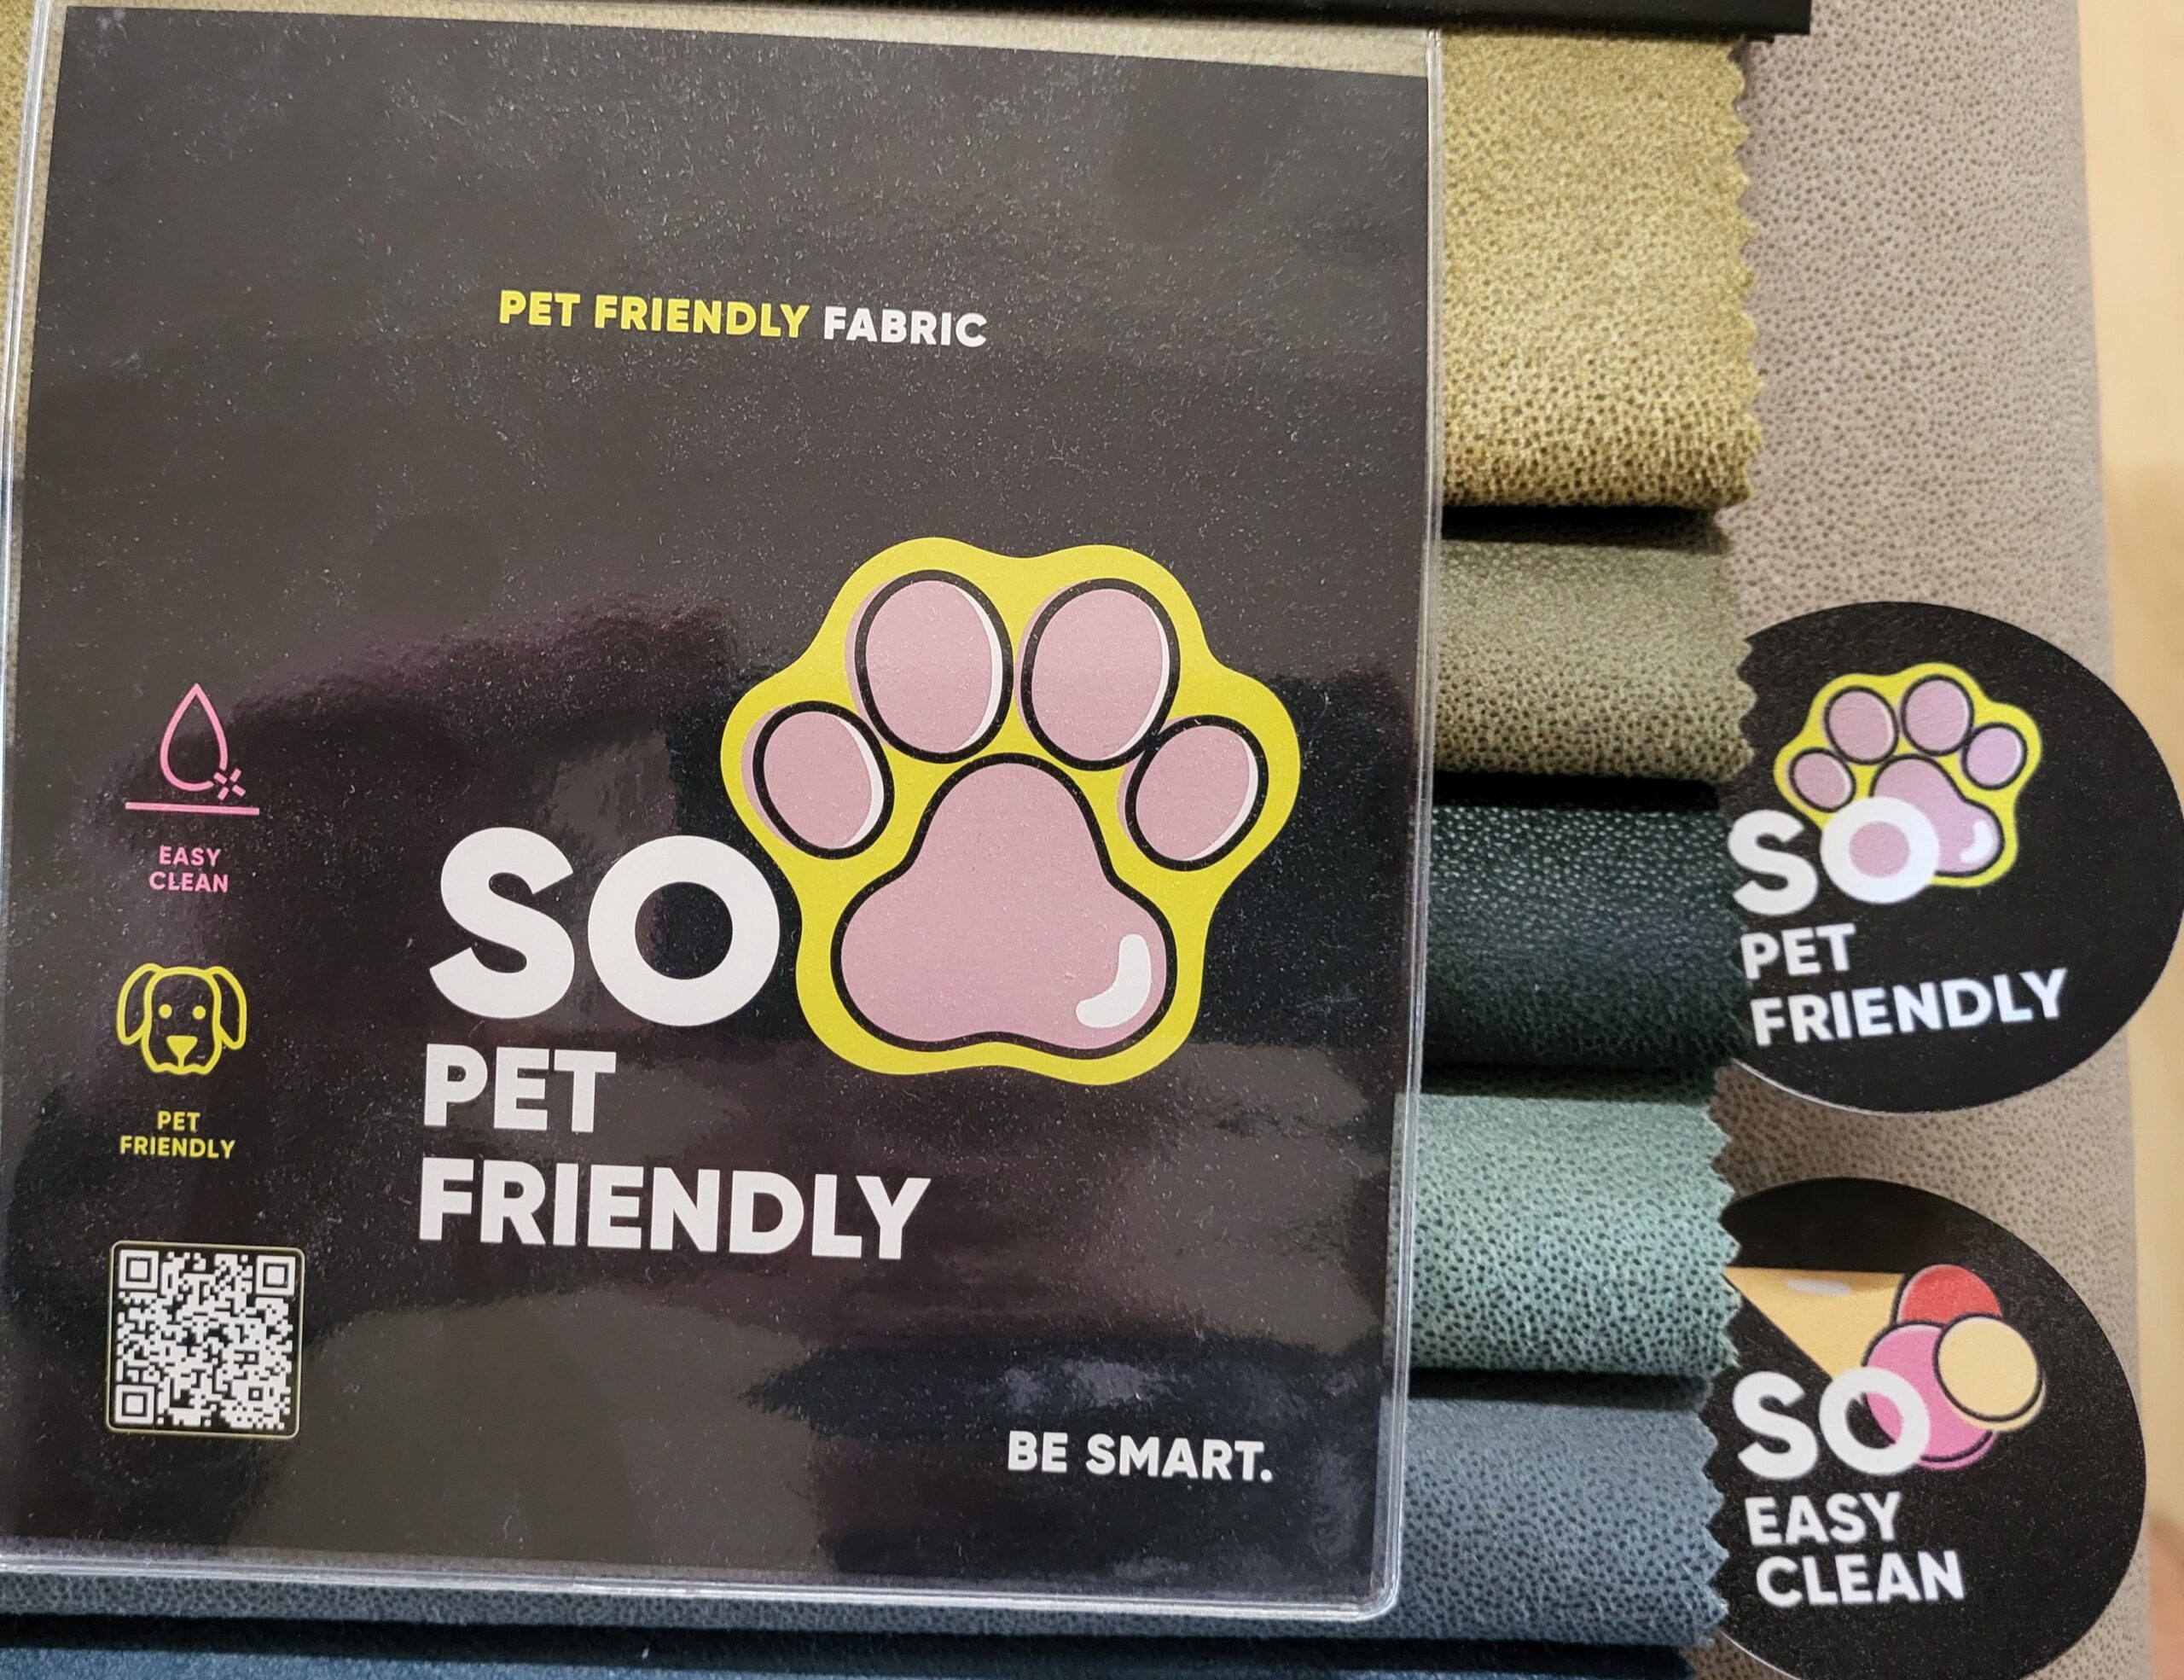 PET FRIENDLY FABRIC
EASY
CLEAN
PET
FRIENDLY
SO
PET
FRIENDLY
BE SMART.
SO
PET
FRIENDLY
SO
EASY
CLEAN